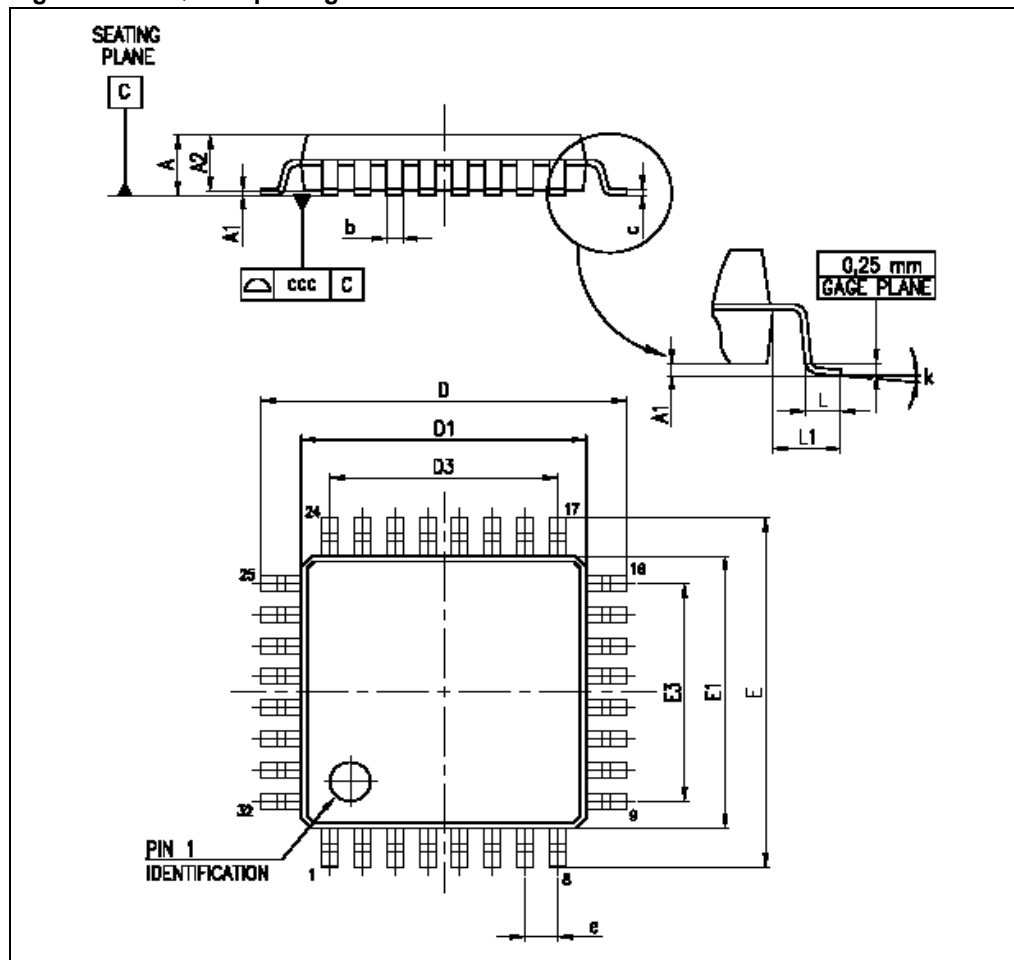 SEATING
PLANE
C
A
A2
A1
b
c
ccc C
0,25 mm
GAGE PLANE
A1
L
L1
k
D
D1
D3
24
17
25
16
E3
E1
E
32
9
PIN 1
IDENTIFICATION
1
8
e